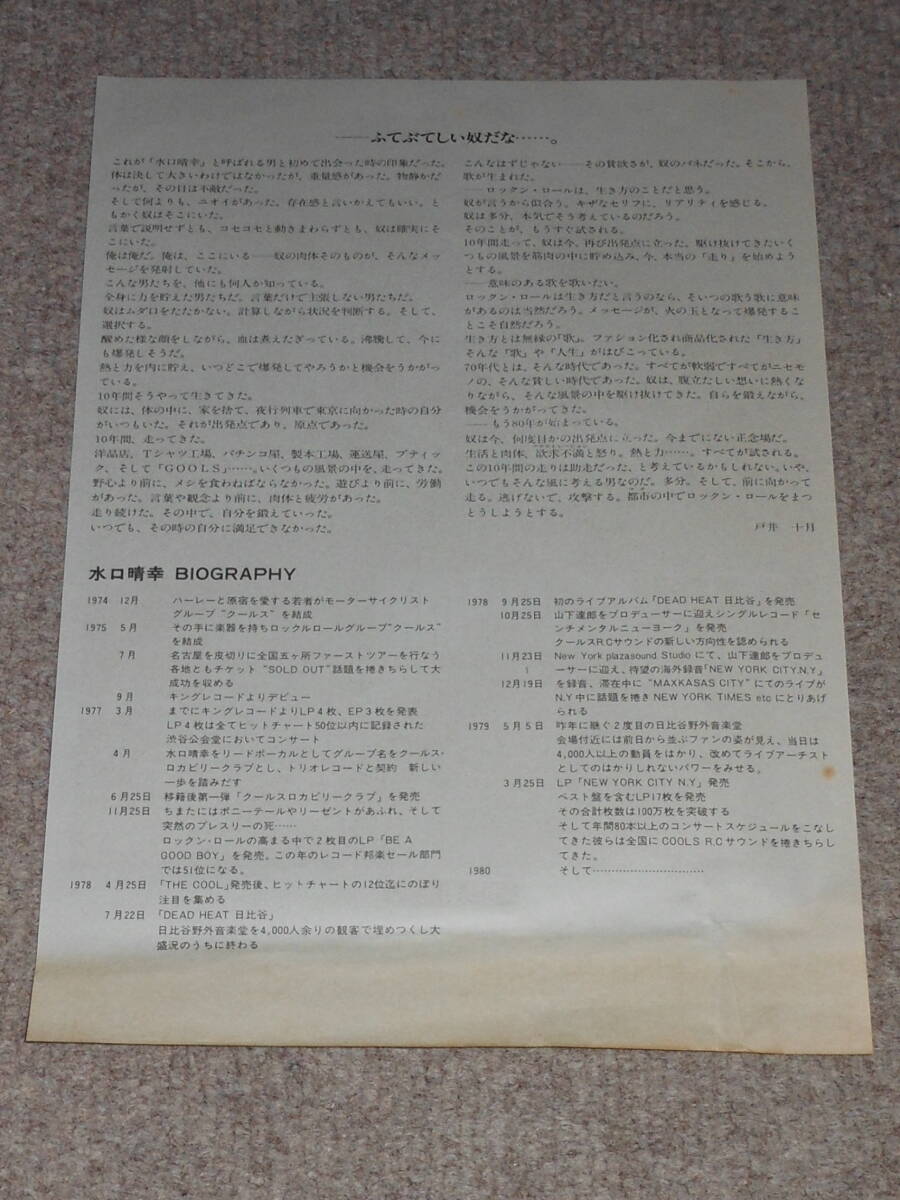 ――ふてぶてしい奴だな……。
これが「水口晴幸」と呼ばれる男と初めて出会った時の印象だった。
体は決して大きいわけではなかったが、重量感があった。物静かだ
ったが、その目は不敵だった。
そして何よりも、ニオイがあった。存在感と言いかえてもいい。と
もかく奴はそこにいた。
言葉で説明せずとも、コセコセと動きまわらずとも、奴は確実にそ
こにいた。
俺は俺だ。俺は、ここにいる――奴の肉体そのものが、そんなメッ
セージを発射していた。
こんな男たちを、他にも何人か知っている。
全身に力を貯えた男たちだ。言葉だけで主張しない男たちだ。
奴はムダ口をたたかない。計算しながら状況を判断する。そして、
選択する。
醒めた様な顔をしながら、血は煮えたぎっている。沸騰して、今に
も爆発しそうだ。
熱と力を内に貯え、いつどこで爆発してやろうかと機会をうかがっ
ている。
10年間そうやって生きてきた。
奴には、体の中に、家を捨て、夜行列車で東京に向かった時の自分
がいつもいた。それが出発点であり、原点であった。
10年間、走ってきた。
洋品店、Tシャツ工場、パチンコ屋、製本工場、運送屋、ブティッ
ク、そして「GOOLS」……。いくつもの風景の中を、走ってきた。
野心より前に、メシを食わねばならなかった。遊びより前に、労働
があった。言葉や観念より前に、肉体と疲労があった。
走り続けた。その中で、自分を鍛えていった。
いつでも、その時の自分に満足できなかった。
こんなはずじゃない――その貪欲さが、奴のバネだった。そこから、
歌が生まれた。
――ロックン・ロールは、生き方のことだと思う。
奴が言うから似合う。キザなセリフに、リアリティを感じる。
奴は多分、本気でそう考えているのだろう。
そのことが、もうすぐ試される。
10年間走って、奴は今、再び出発点に立った。駆け抜けてきたいく
つもの風景を筋肉の中に貯め込み、今、本当の「走り」を始めよう
とする。
――意味のある歌を歌いたい。
ロックン・ロールは生き方だと言うのなら、そいつの歌う歌に意味
があるのは当然だろう。メッセージが、火の玉となって爆発するこ
とこそ自然だろう。
生き方とは無縁の「歌」。ファション化され商品化された「生き方」
そんな「歌」や「人生」がはびこっている。
70年代とは、そんな時代であった。すべてが軟弱ですべてがニセモ
ノの、そんな貧しい時代であった。奴は、腹立たしい想いに熱くな
りながら、そんな風景の中を駆け抜けてきた。自らを鍛えながら、
機会をうかがってきた。
――もう80年が始まっている。
奴は今、何度目かの出発点に立った。今までにない正念場だ。
生活と肉体、欲求不満と怒り。熱と力……。すべてが試される。
この10年間の走りは助走だった、と考えているかもしれない。いや、
いつでもそんな風に考える男なのだ。多分。そして、前に向かって
走る。逃げないで、攻撃する。都市の中でロックン・ロールをまっ
とうしようとする。
戸井 十月
水口晴幸 BIOGRAPHY
1974 12月 ハーレーと原宿を愛する若者がモーターサイクリスト
グループ“クールス”を結成
1975 5月 その手に楽器を持ちロックルロールグループ“クールス”
を結成
7月 名古屋を皮切りに全国五ヶ所ファーストツアーを行なう
各地ともチケット“SOLD OUT”話題を捲きちらして大
成功を収める
9月 キングレコードよりデビュー
1977 3月 までにキングレコードよりLP4枚、EP3枚を発表
LP4枚は全てヒットチャート50位以内に記録された
渋谷公会堂においてコンサート
4月 水口晴幸をリードボーカルとしてグループ名をクールス・
ロカビリークラブとし、トリオレコードと契約 新しい
一歩を踏みだす
6月25日 移籍後第一弾「クールスロカビリークラブ」を発売
11月25日 ちまたにはポニーテールやリーゼントがあふれ、そして
突然のプレスリーの死……
ロックン・ロールの高まる中で2枚目のLP「BE A
GOOD BOY」を発売。この年のレコード邦楽セール部門
では51位になる。
1978 4月25日 「THE COOL」発売後、ヒットチャートの12位迄にのぼり
注目を集める
7月22日 「DEAD HEAT 日比谷」
日比谷野外音楽堂を4,000人余りの観客で埋めつくし大
盛況のうちに終わる
1978 9月25日 初のライブアルバム「DEAD HEAT 日比谷」を発売
10月25日 山下達郎をプロデューサーに迎えシングルレコード「セ
ンチメンタルニューヨーク」を発売
クールスR.Cサウンドの新しい方向性を認められる
11月23日 New York plazasound Studioにて、山下達郎をプロデュ
| ーサーに迎え、待望の海外録音「NEW YORK CITY.N.Y」
12月19日 を録音、滞在中に“MAXKASAS CITY”にてのライブが
N.Y中に話題を捲きNEW YORK TIMES etcにとりあげ
られる
1979 5月5日 昨年に継ぐ2度目の日比谷野外音楽堂
会場付近には前日から並ぶファンの姿が見え、当日は
4,000人以上の動員をはかり、改めてライブアーチスト
としてのはかりしれないパワーをみせる。
3月25日 LP「NEW YORK CITY N.Y」発売
ベスト盤を含むLP17枚を発売
その合計枚数は100万枚を突破する
そして年間80本以上のコンサートスケジュールをこなし
てきた彼らは全国にCOOLS R.Cサウンドを捲きちらし
てきた。
1980 そして…………………………